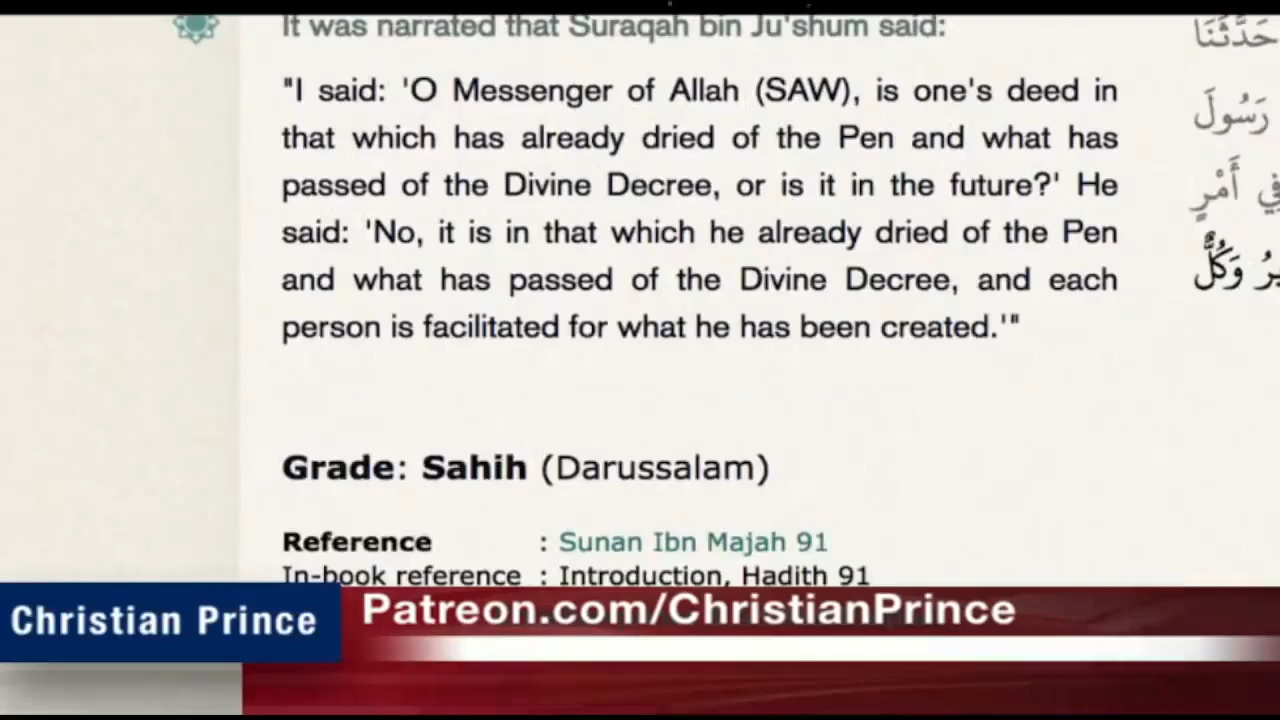 It was narrated that Suraqah bin Ju'shum said:
"I said: 'O Messenger of Allah (SAW), is one's deed in
that which has already dried of the Pen and what has
passed of the Divine Decree, or is it in the future?' He
said: 'No, it is in that which he already dried of the Pen
and what has passed of the Divine Decree, and each
person is facilitated for what he has been created.'"
حَدَّثَنَا
رَسُولَ
فِي أَمْرٍ
وَكُلٌّ
Grade: Sahih (Darussalam)
Reference : Sunan Ibn Majah 91
In-book reference : Introduction, Hadith 91
Christian Prince
Patreon.com/ChristianPrince